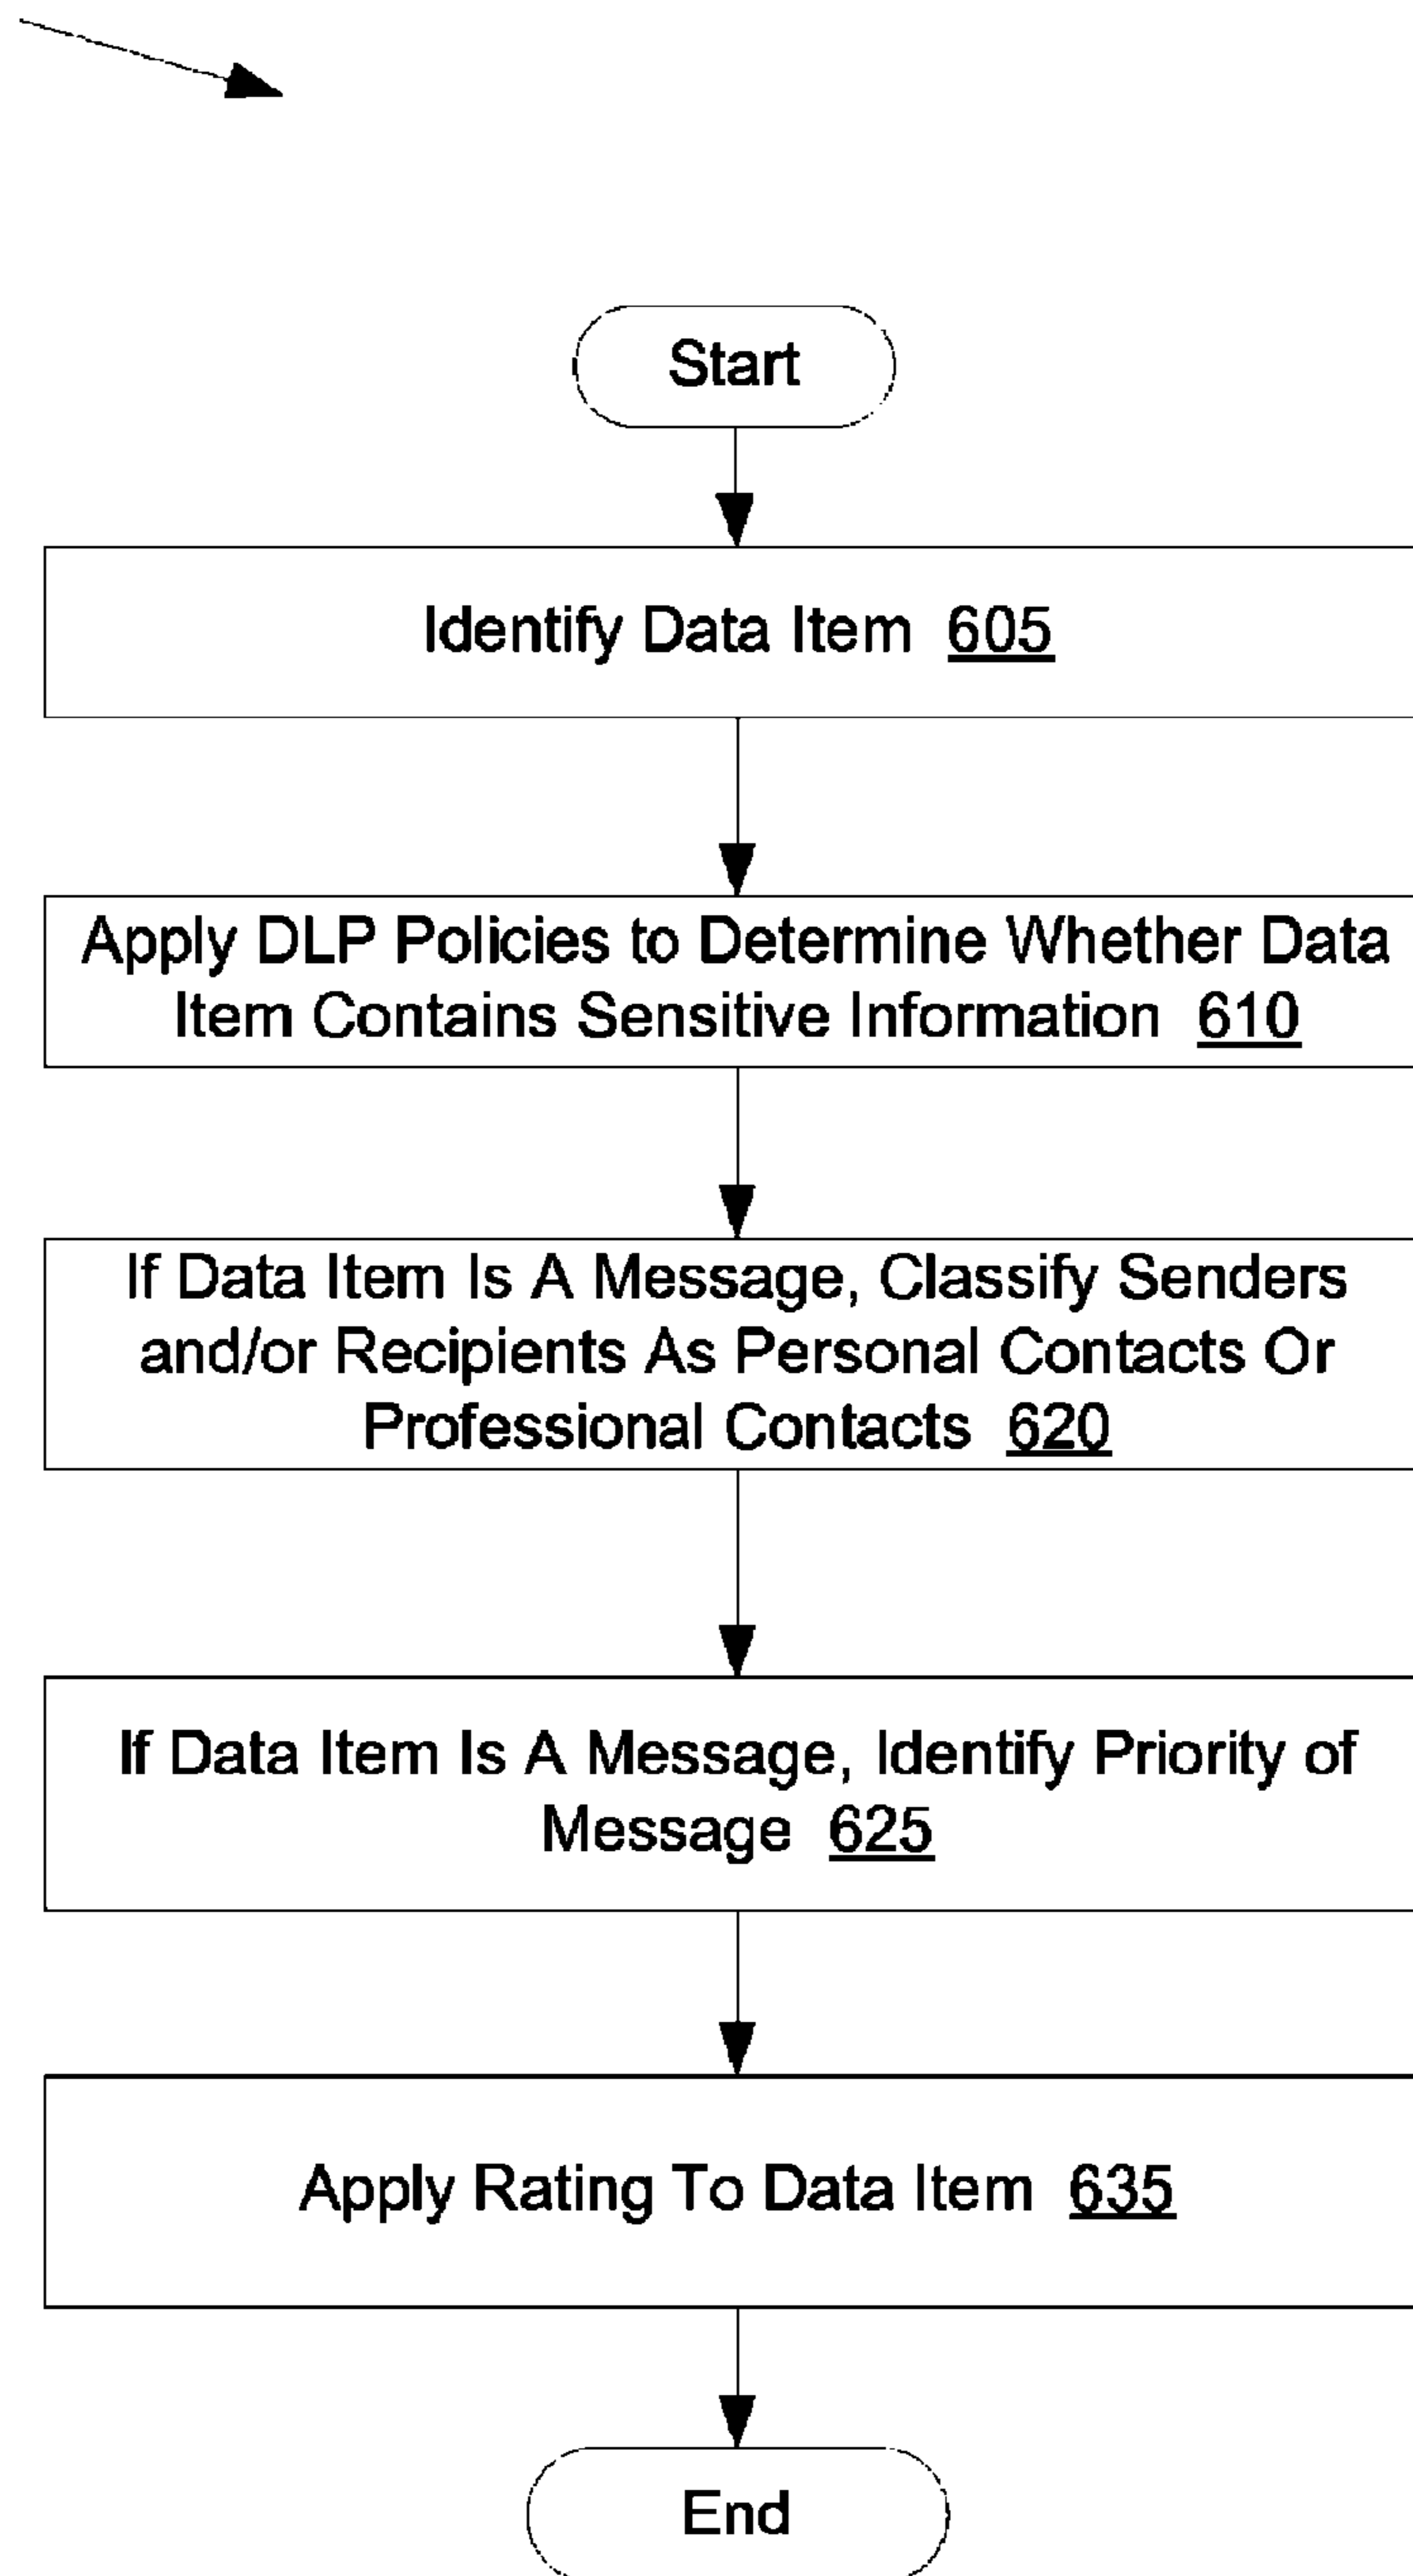 Start
Identify Data Item 605
Apply DLP Policies to Determine Whether Data
Item Contains Sensitive Information 610
If Data Item Is A Message, Classify Senders
and/or Recipients As Personal Contacts Or
Professional Contacts 620
If Data Item Is A Message, Identify Priority of
Message 625
Apply Rating To Data Item 635
End